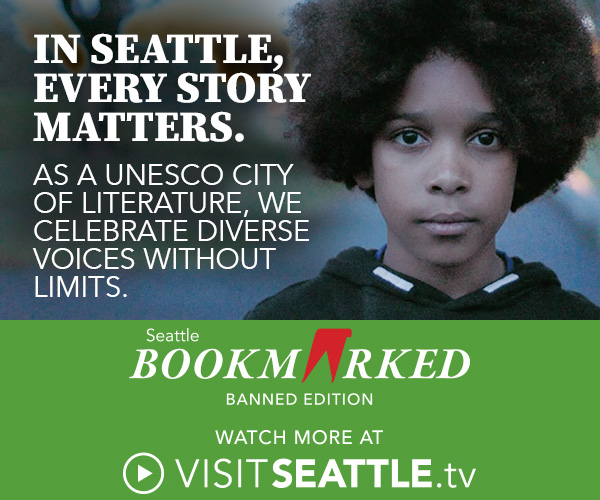 IN SEATTLE,
EVERY STORY
MATTERS.
AS A UNESCO CITY
OF LITERATURE, WE
CELEBRATE DIVERSE
VOICES WITHOUT
LIMITS.
Seattle
BOOKMARKED
BANNED EDITION
WATCH MORE AT
VISITSEATTLE.tv